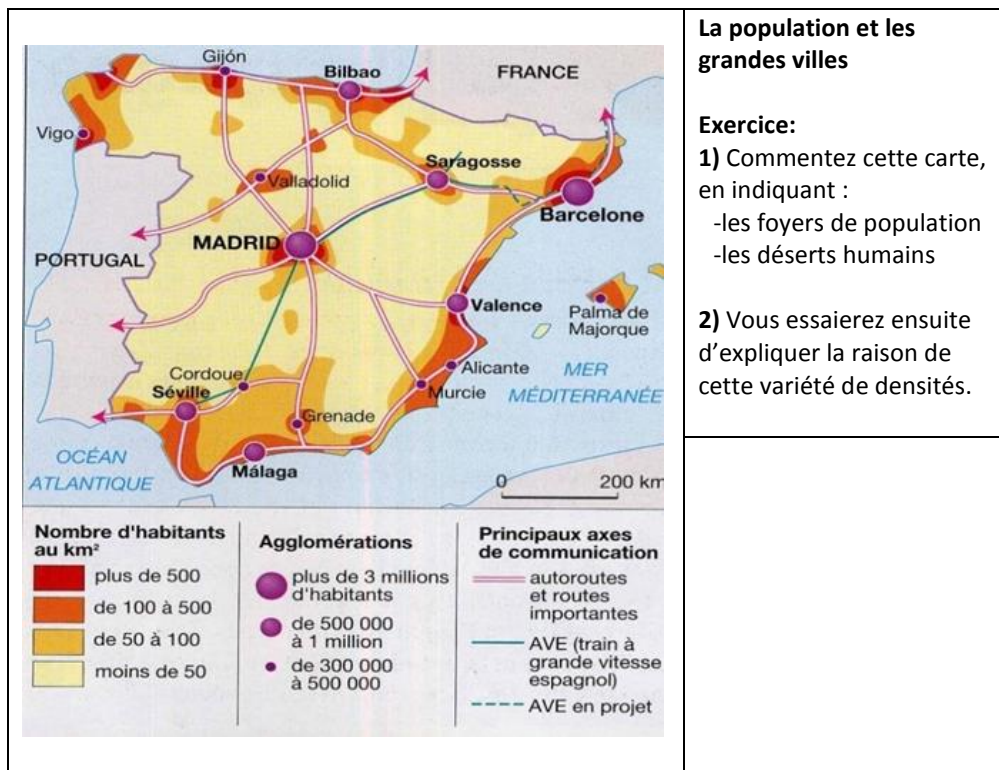 Gijón
Bilbao
FRANCE
Vigo
Saragosse
Valladolid
Barcelone
MADRID
PORTUGAL
Valence
Palma de
Majorque
Cordoue
Alicante
MER
MÉDITERRANÉE
Séville
Murcie
Grenade
OCÉAN
ATLANTIQUE
Málaga
0 200 km
Nombre d'habitants
au km²
plus de 500
de 100 à 500
de 50 à 100
moins de 50
Agglomérations
plus de 3 millions
d'habitants
de 500 000
à 1 million
de 300 000
à 500 000
Principaux axes
de communication
autoroutes
et routes
importantes
AVE (train à
grande vitesse
espagnol)
AVE en projet
La population et les
grandes villes
Exercice:
1) Commentez cette carte,
en indiquant :
-les foyers de population
-les déserts humains
2) Vous essaierez ensuite
d’expliquer la raison de
cette variété de densités.